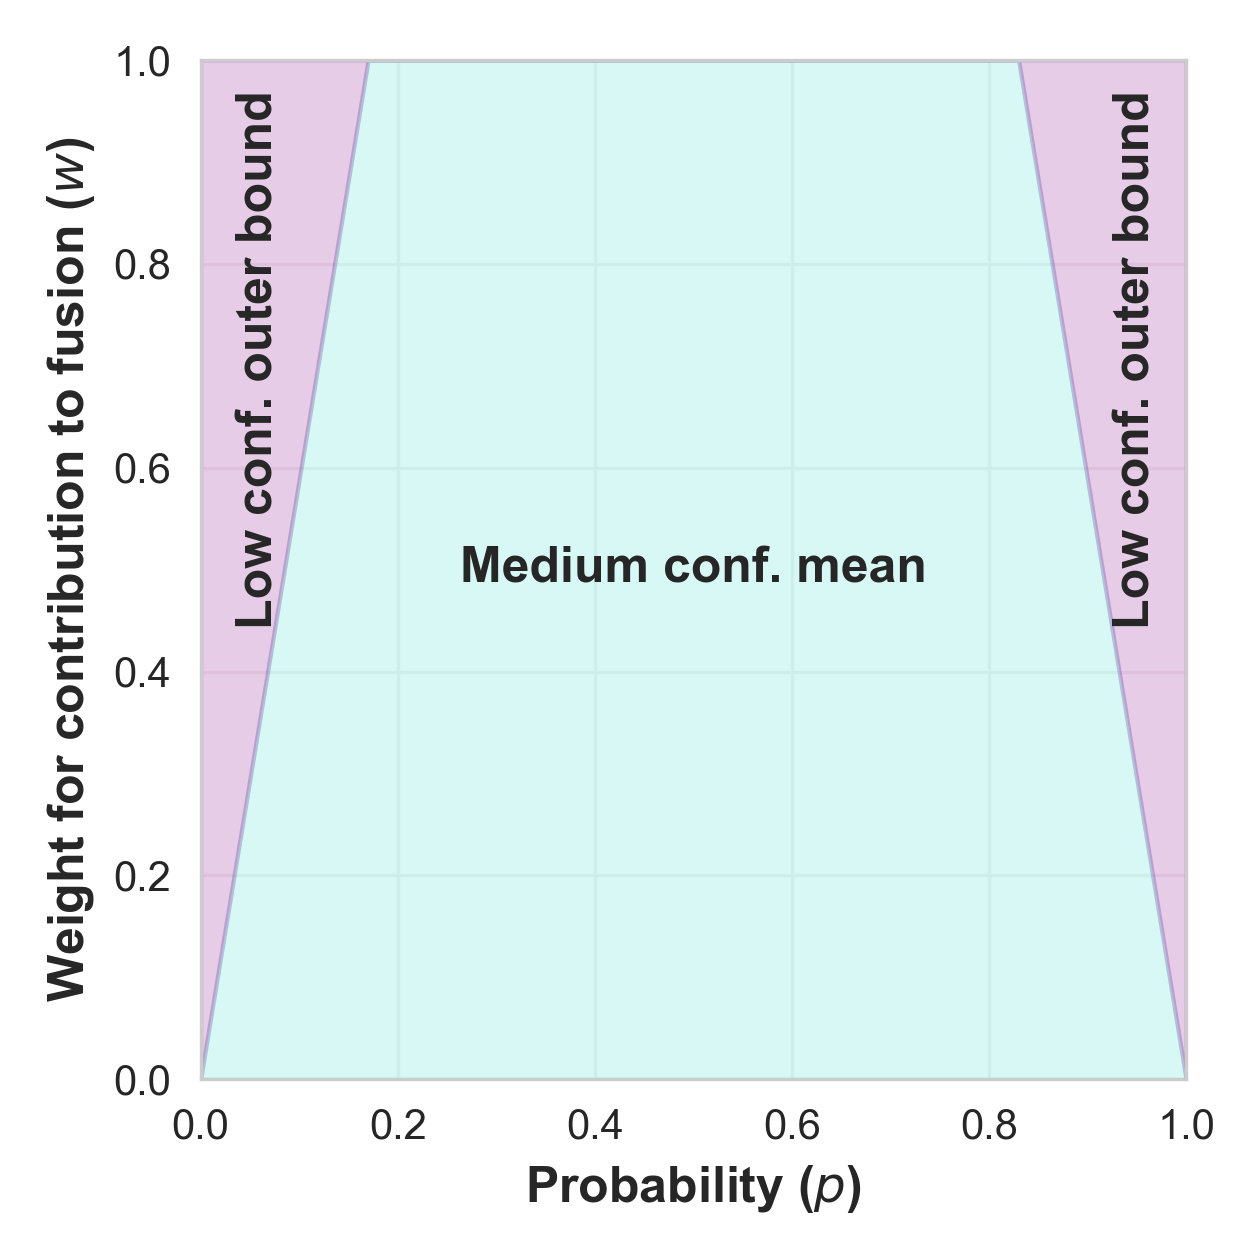 Weight for contribution to fusion (w)
1.0
0.8
0.6
0.4
0.2
0.0
Low conf. outer bound
Medium conf. mean
Low conf. outer bound
0.0 0.2 0.4 0.6 0.8 1.0
Probability (p)